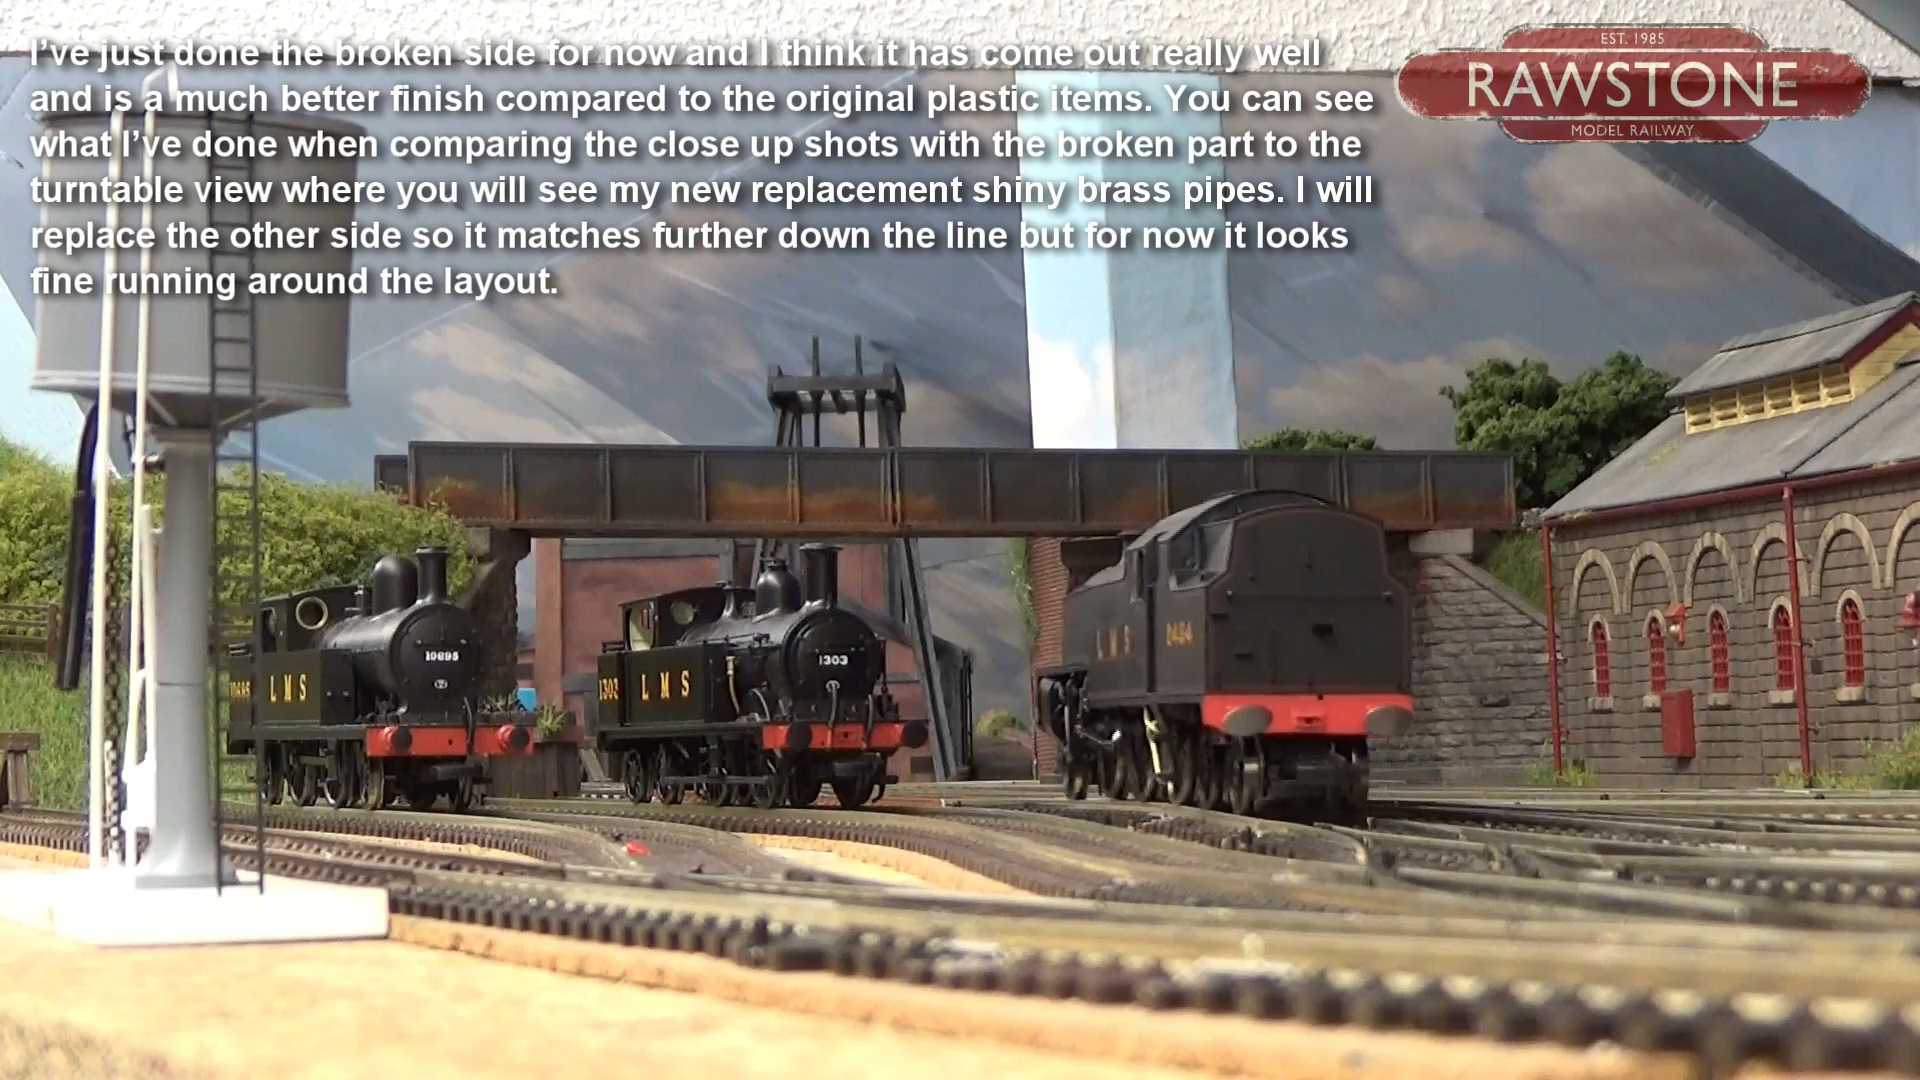 I've just done the broken side for now and I think it has come out really well
and is a much better finish compared to the original plastic items. You can see
what I've done when comparing the close up shots with the broken part to the
turntable view where you will see my new replacement shiny brass pipes. I will
replace the other side so it matches further down the line but for now it looks
fine running around the layout.
EST. 1985
RAWSTONE
MODEL RAILWAY
10695
10695 L M S
1303
1303 L M S
L M S 2484